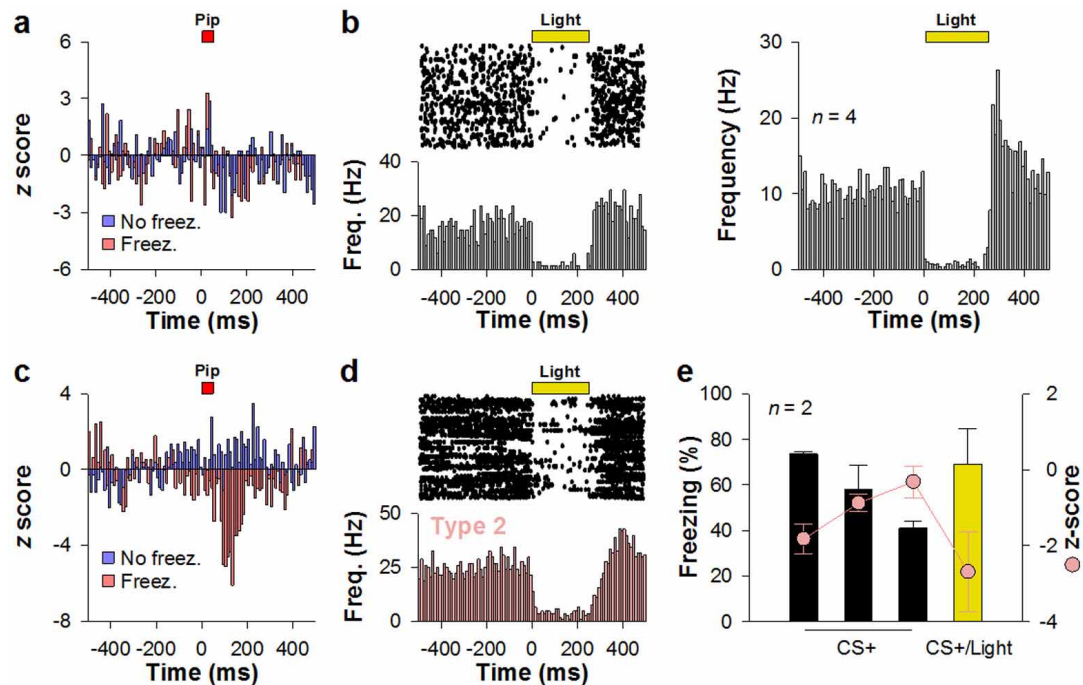 a
Pip
6
3
0
-3
-6
z score
No freez.
Freez.
-400 -200 0 200 400
Time (ms)
b
Light
40
20
0
Freq. (Hz)
-400 -200 0 200 400
Time (ms)
Light
30
20
10
0
Frequency (Hz)
n = 4
-400 -200 0 200 400
Time (ms)
c
Pip
4
0
-4
-8
z score
No freez.
Freez.
-400 -200 0 200 400
Time (ms)
d
Light
50
25
0
Freq. (Hz)
Type 2
-400 -200 0 200 400
Time (ms)
e
100
80
60
40
20
0
Freezing (%)
n = 2
2
0
-2
-4
z-score
CS+ CS+/Light